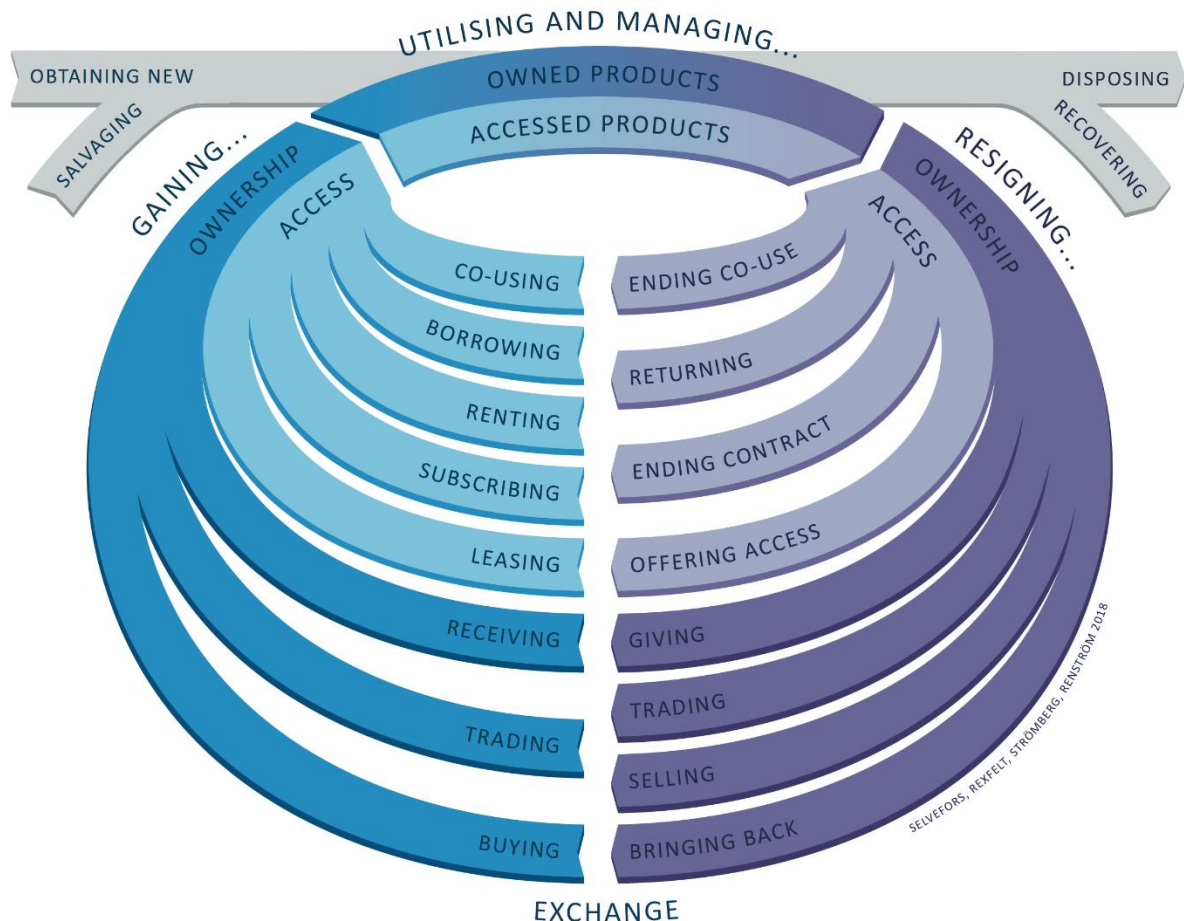 UTILISING AND MANAGING...
OBTAINING NEW
OWNED PRODUCTS
DISPOSING
ACCESSED PRODUCTS
SALVAGING
RECOVERING
GAINING...
OWNERSHIP
ACCESS
ACCESS
OWNERSHIP
RESIGNING...
CO-USING
BORROWING
RENTING
SUBSCRIBING
LEASING
RECEIVING
TRADING
BUYING
ENDING CO-USE
RETURNING
ENDING CONTRACT
OFFERING ACCESS
GIVING
TRADING
SELLING
BRINGING BACK
SELVEFORS, REXFELT, STRÖMBERG, RENSTRÖM 2018
EXCHANGE